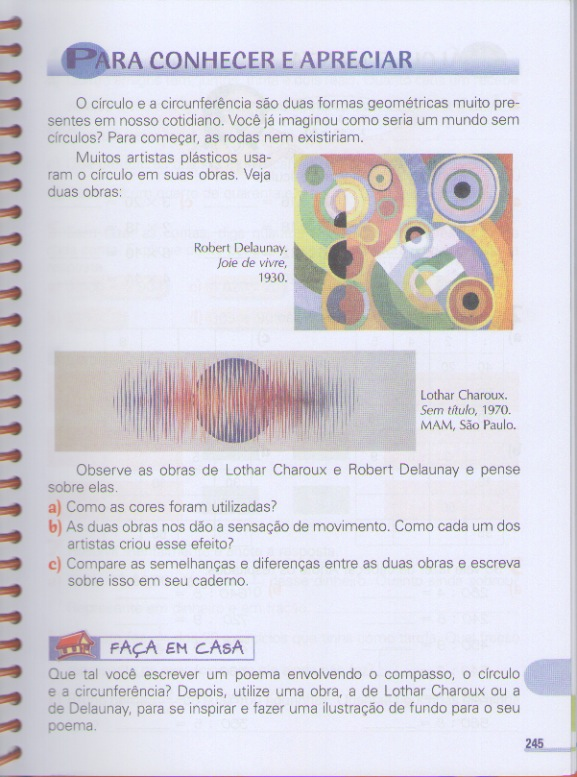 PARA CONHECER E APRECIAR
O círculo e a circunferência são duas formas geométricas muito pre-
sentes em nosso cotidiano. Você já imaginou como seria um mundo sem
círculos? Para começar, as rodas nem existiriam.
Muitos artistas plásticos usa-
ram o círculo em suas obras. Veja
duas obras:
Robert Delaunay.
Joie de vivre,
1930.
Lothar Charoux.
Sem título, 1970.
MAM, São Paulo.
Observe as obras de Lothar Charoux e Robert Delaunay e pense
sobre elas.
a) Como as cores foram utilizadas?
b) As duas obras nos dão a sensação de movimento. Como cada um dos
artistas criou esse efeito?
c) Compare as semelhanças e diferenças entre as duas obras e escreva
sobre isso em seu caderno.
FAÇA EM CASA
Que tal você escrever um poema envolvendo o compasso, o círculo
e a circunferência? Depois, utilize uma obra, a de Lothar Charoux ou a
de Delaunay, para se inspirar e fazer uma ilustração de fundo para o seu
poema.
245